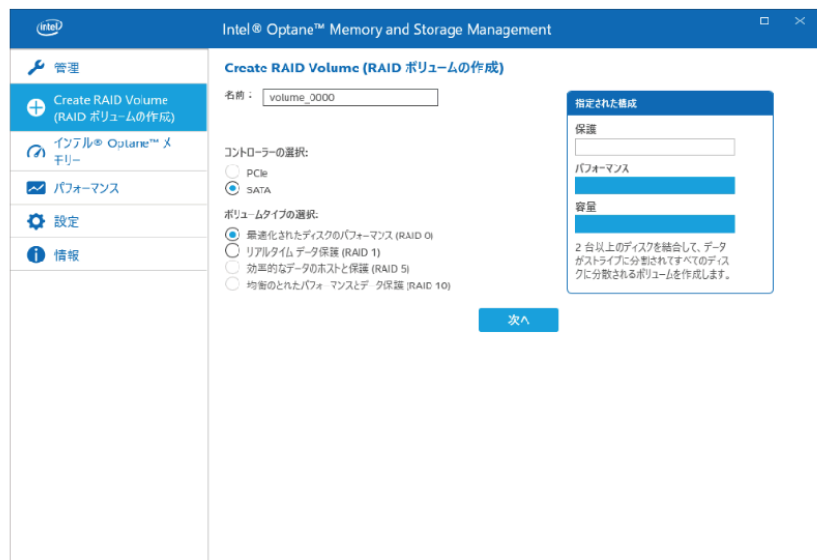 intel
Intel® Optane™ Memory and Storage Management
管理
Create RAID Volume
(RAID ボリュームの作成)
インテル® Optane™ メ
モリー
パフォーマンス
設定
情報
Create RAID Volume (RAID ボリュームの作成)
名前：
volume_0000
コントローラーの選択:
PCIe
SATA
ボリュームタイプの選択:
最適化されたディスクのパフォーマンス (RAID 0)
リアルタイム データ保護 (RAID 1)
効率的なデータのホストと保護 (RAID 5)
均衡のとれたパフォーマンスとデータ保護 (RAID 10)
次へ
指定された構成
保護
パフォーマンス
容量
2 台以上のディスクを結合して、データ
がストライプに分割されてすべてのディス
クに分散されるボリュームを作成します。